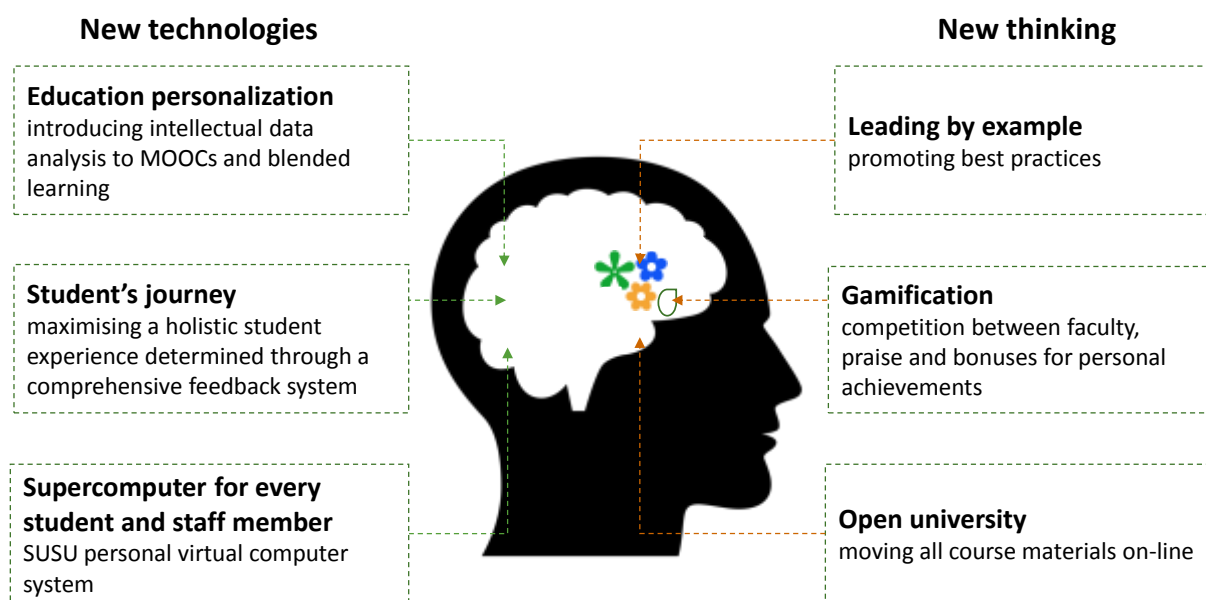 New technologies
Education personalization
introducing intellectual data
analysis to MOOCs and blended
learning
Student’s journey
maximising a holistic student
experience determined through a
comprehensive feedback system
Supercomputer for every
student and staff member
SUSU personal virtual computer
system
New thinking
Leading by example
promoting best practices
Gamification
competition between faculty,
praise and bonuses for personal
achievements
Open university
moving all course materials on-line